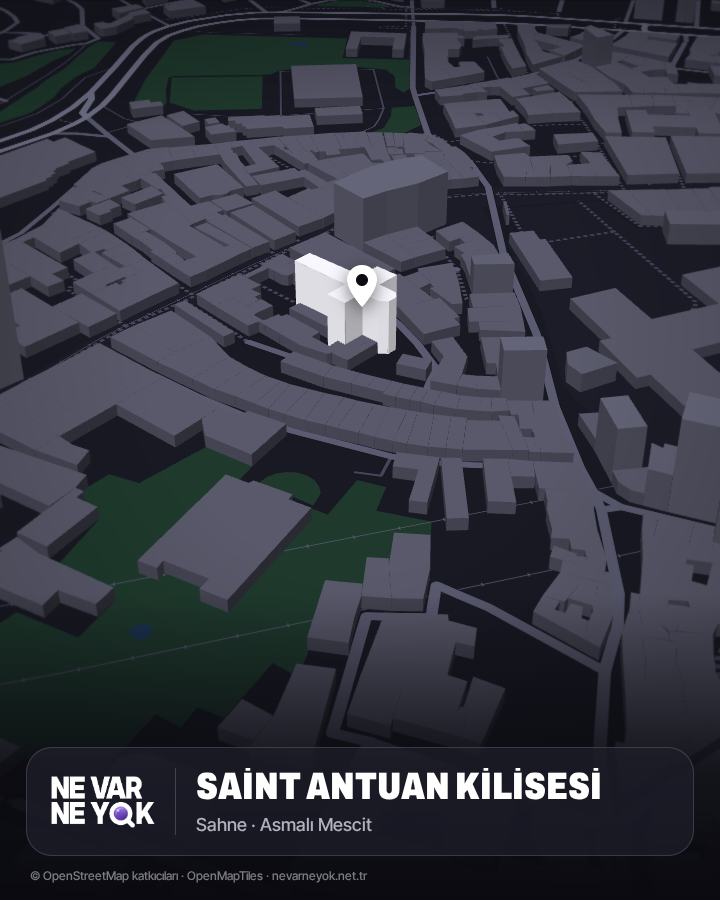 NE VAR
NE YOK
SAİNT ANTUAN KİLİSESİ
Sahne · Asmalı Mescit
© OpenStreetMap katkıcıları · OpenMapTiles · nevarneyok.net.tr